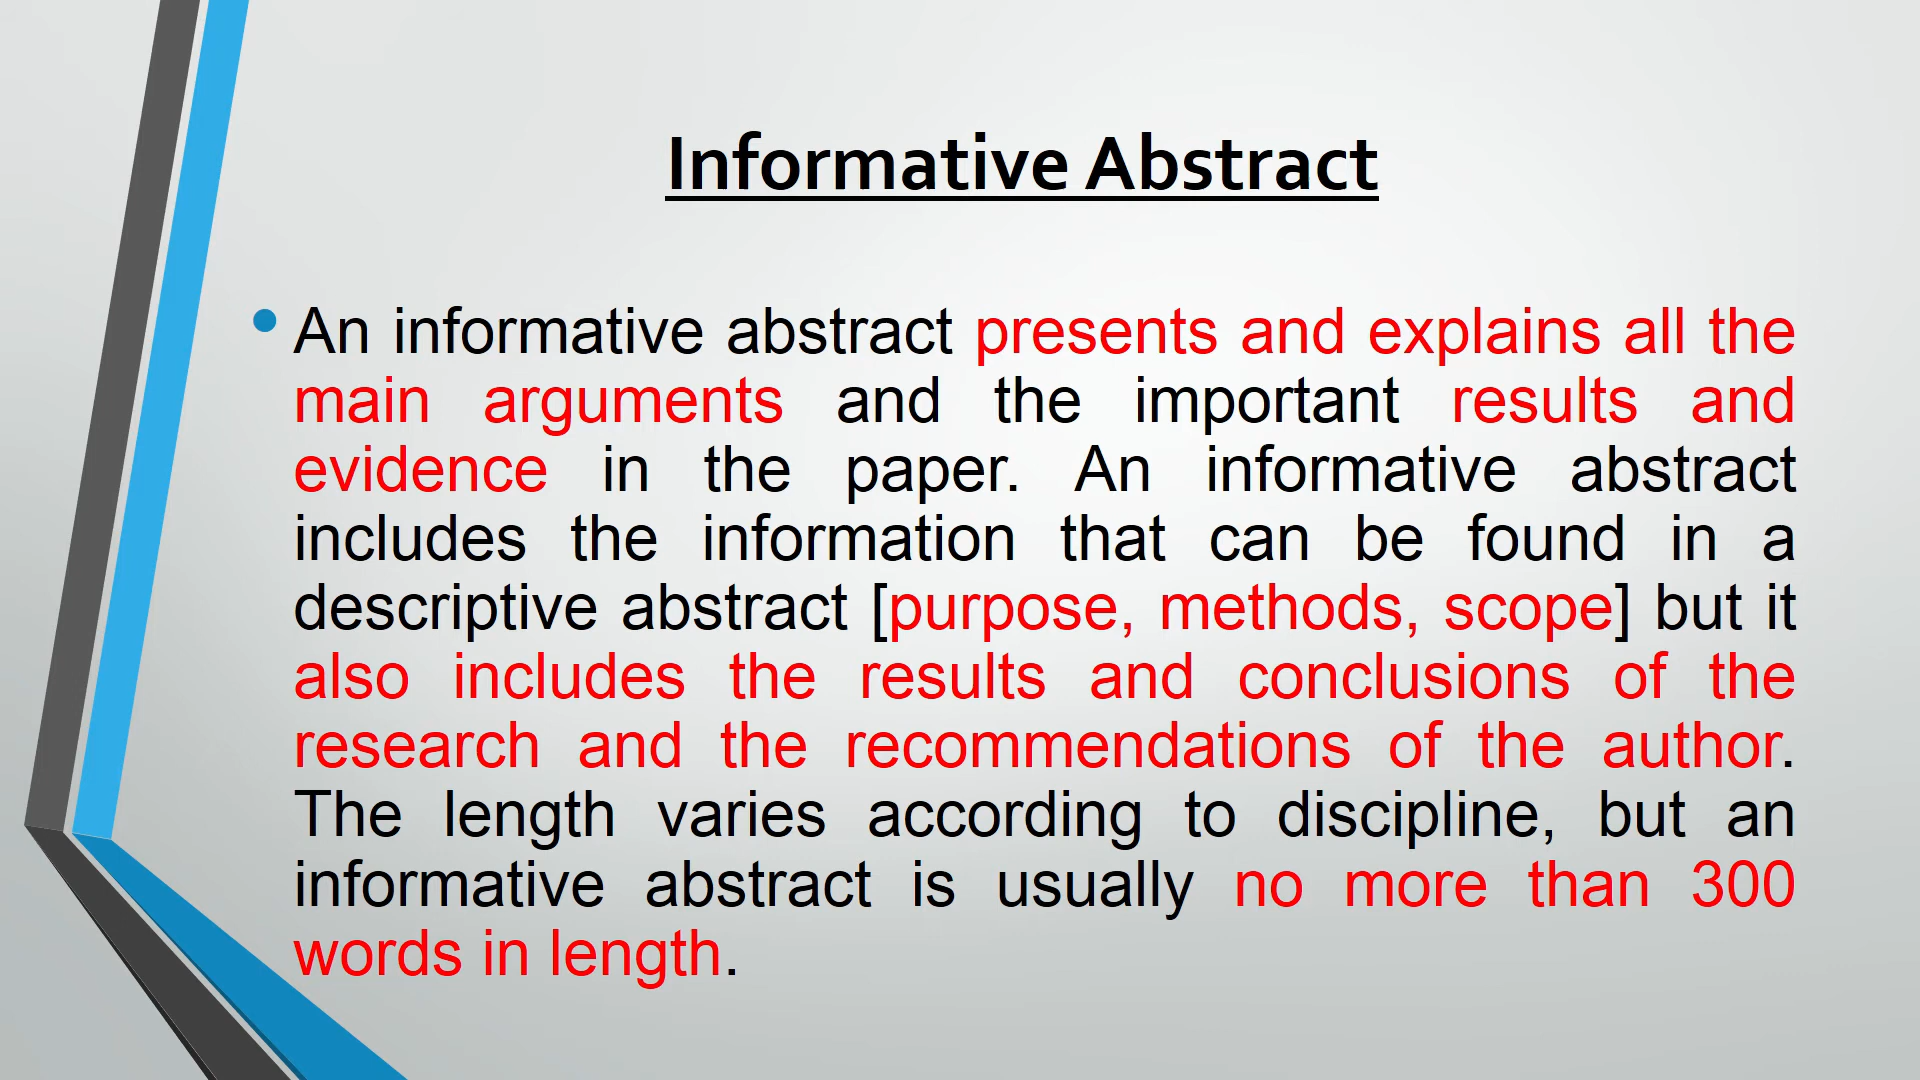 Informative Abstract
• An informative abstract presents and explains all the
main arguments and the important results and
evidence in the paper. An informative abstract
includes the information that can be found in a
descriptive abstract [purpose, methods, scope] but it
also includes the results and conclusions of the
research and the recommendations of the author.
The length varies according to discipline, but an
informative abstract is usually no more than 300
words in length.